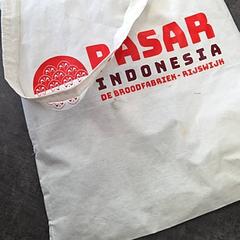 PASAR
INDONESIA
DE BROODFABRIEK - RIJSWIJK